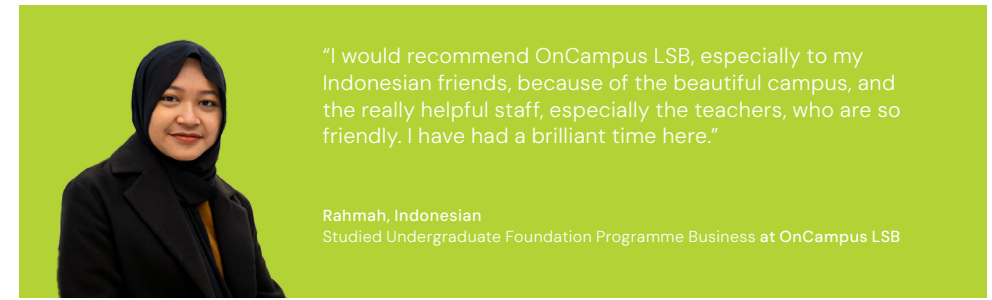 “I would recommend OnCampus LSB, especially to my
Indonesian friends, because of the beautiful campus, and
the really helpful staff, especially the teachers, who are so
friendly. I have had a brilliant time here.”
Rahmah, Indonesian
Studied Undergraduate Foundation Programme Business at OnCampus LSB